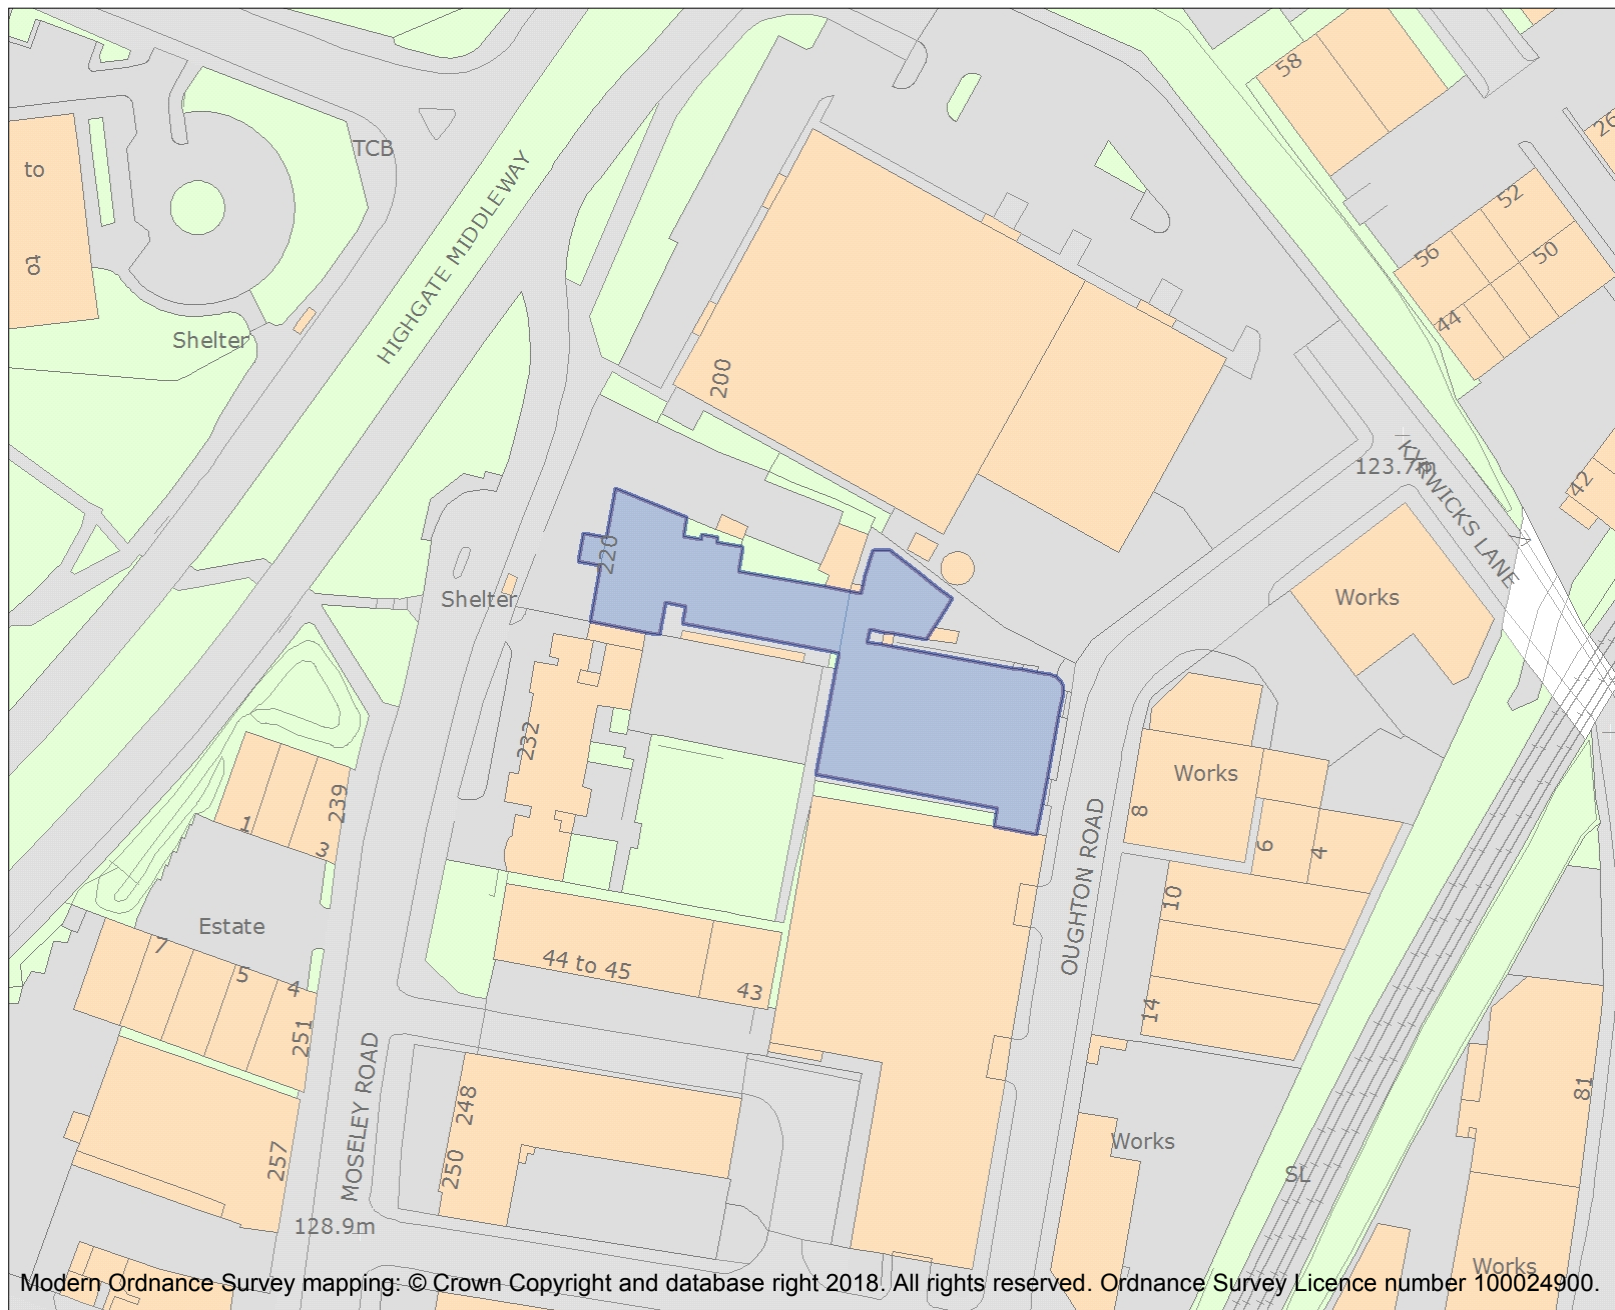 58
26
TCB
to
52
HIGHGATE MIDDLEWAY
56
50
to
44
Shelter
200
KYRWICKS LANE
123.7m
42
220
Shelter
Works
232
Works
239
1
3
8
6
4
OUGHTON ROAD
10
Estate
7
5
4
44 to 45
43
14
251
MOSELEY ROAD
248
81
Works
257
250
SL
128.9m
Works
Modern Ordnance Survey mapping: © Crown Copyright and database right 2018. All rights reserved. Ordnance Survey Licence number 100024900.